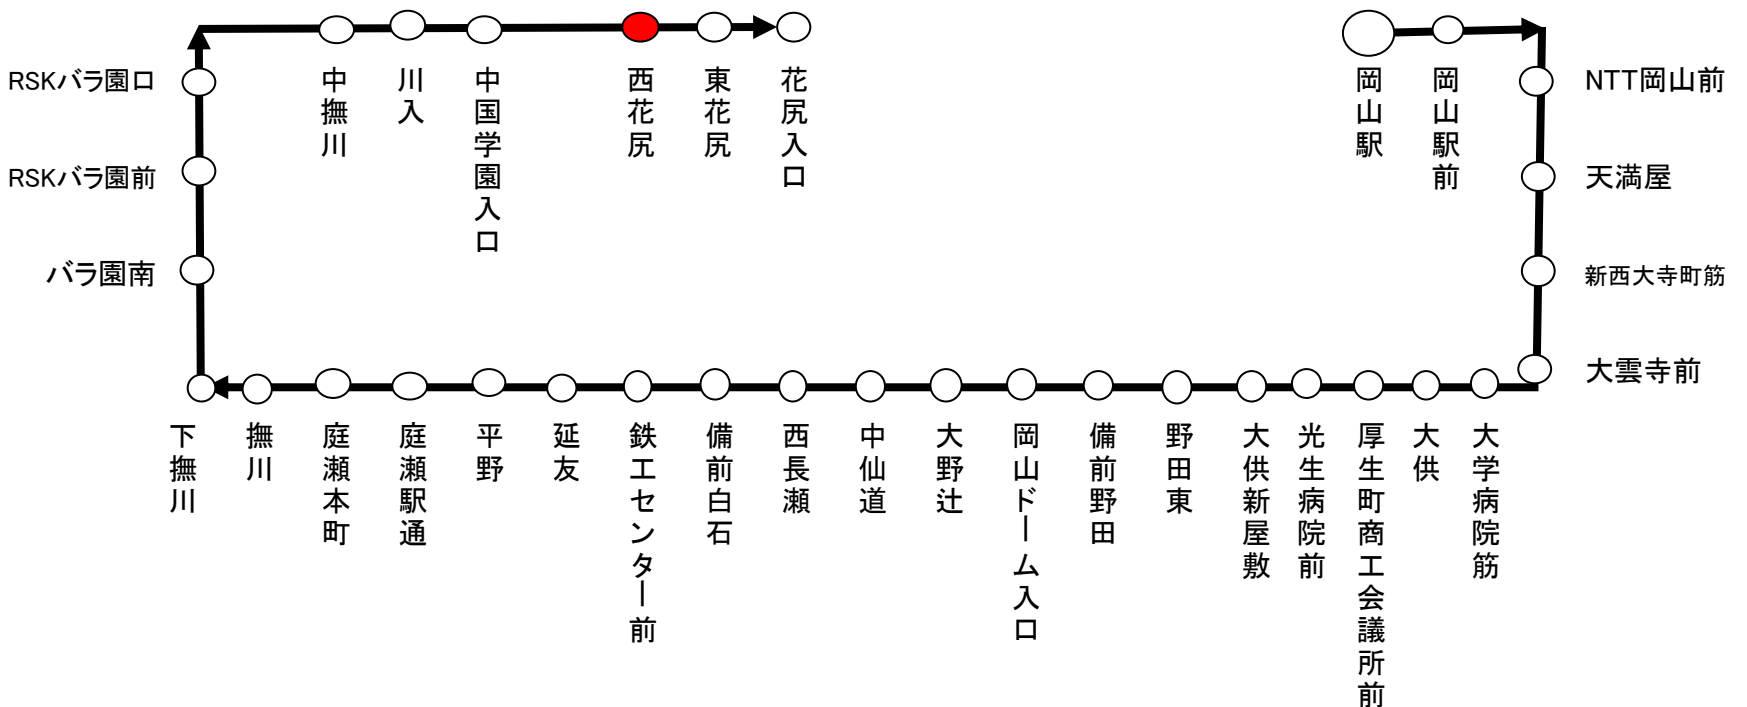 岡山駅
岡山駅前
NTT岡山前
天満屋
新西大寺町筋
大雲寺前
大学病院筋
大供
厚生町商工会議所前
光生病院前
大供新屋敷
野田東
備前野田
岡山ドーム入口
大野辻
中仙道
西長瀬
備前白石
鉄工センター前
延友
平野
庭瀬駅通
庭瀬本町
撫川
下撫川
バラ園南
RSKバラ園前
RSKバラ園口
中撫川
川入
中国学園入口
西花尻
東花尻
花尻入口